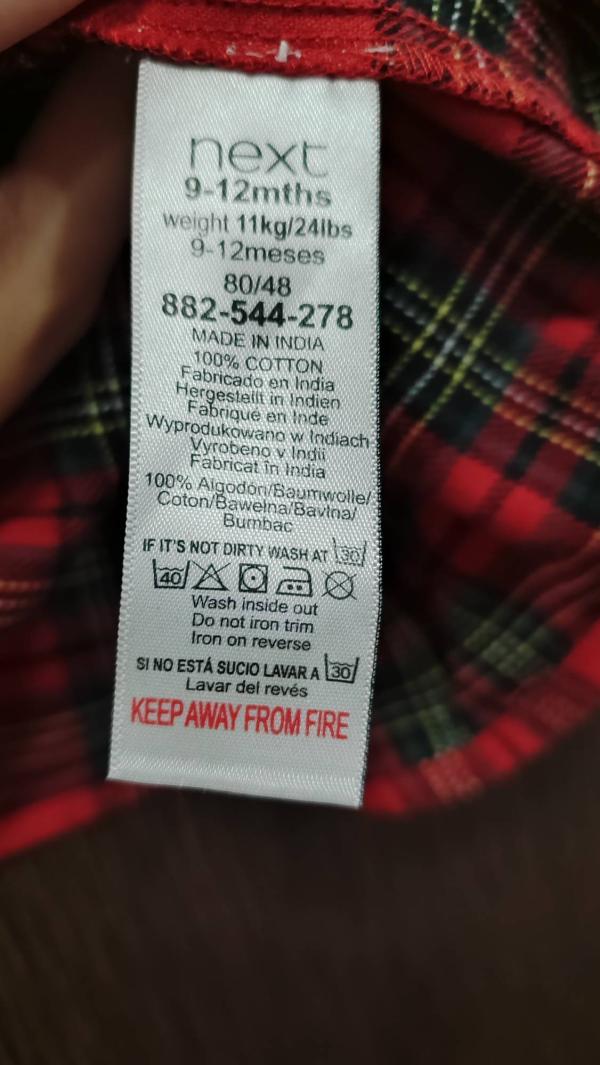 next
9-12mths
weight 11kg/24lbs
9-12meses
80/48
882-544-278
MADE IN INDIA
100% COTTON
Fabricado en India
Hergestellt in Indien
Fabriqué en Inde
Wyprodukowano w Indiach
Vyrobeno v Indii
Fabricat în India
100% Algodón/Baumwolle/
Coton/Bawełna/Bavlna/
Bumbac
IF IT'S NOT DIRTY WASH AT 30
40
Wash inside out
Do not iron trim
Iron on reverse
SI NO ESTÁ SUCIO LAVAR A 30
Lavar del revés
KEEP AWAY FROM FIRE